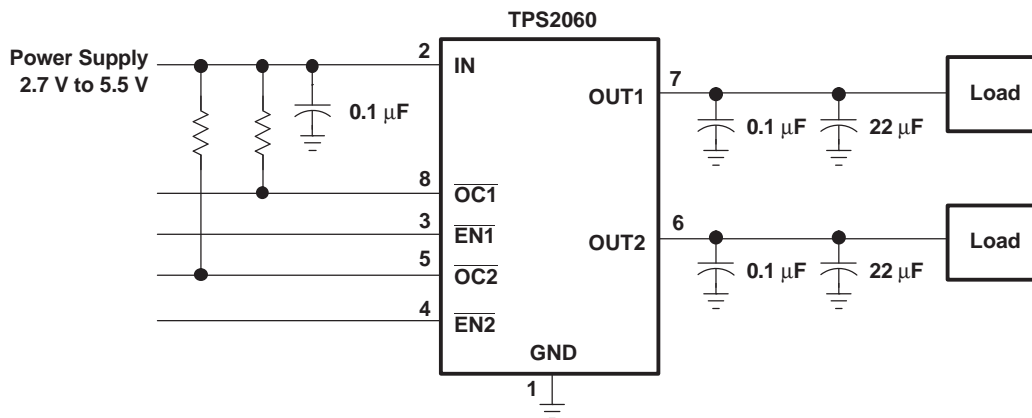 TPS2060
Power Supply
2.7 V to 5.5 V
2
IN
0.1 μF
7
OUT1
0.1 μF
22 μF
Load
8
OC1
3
EN1
5
OC2
4
EN2
6
OUT2
0.1 μF
22 μF
Load
GND
1